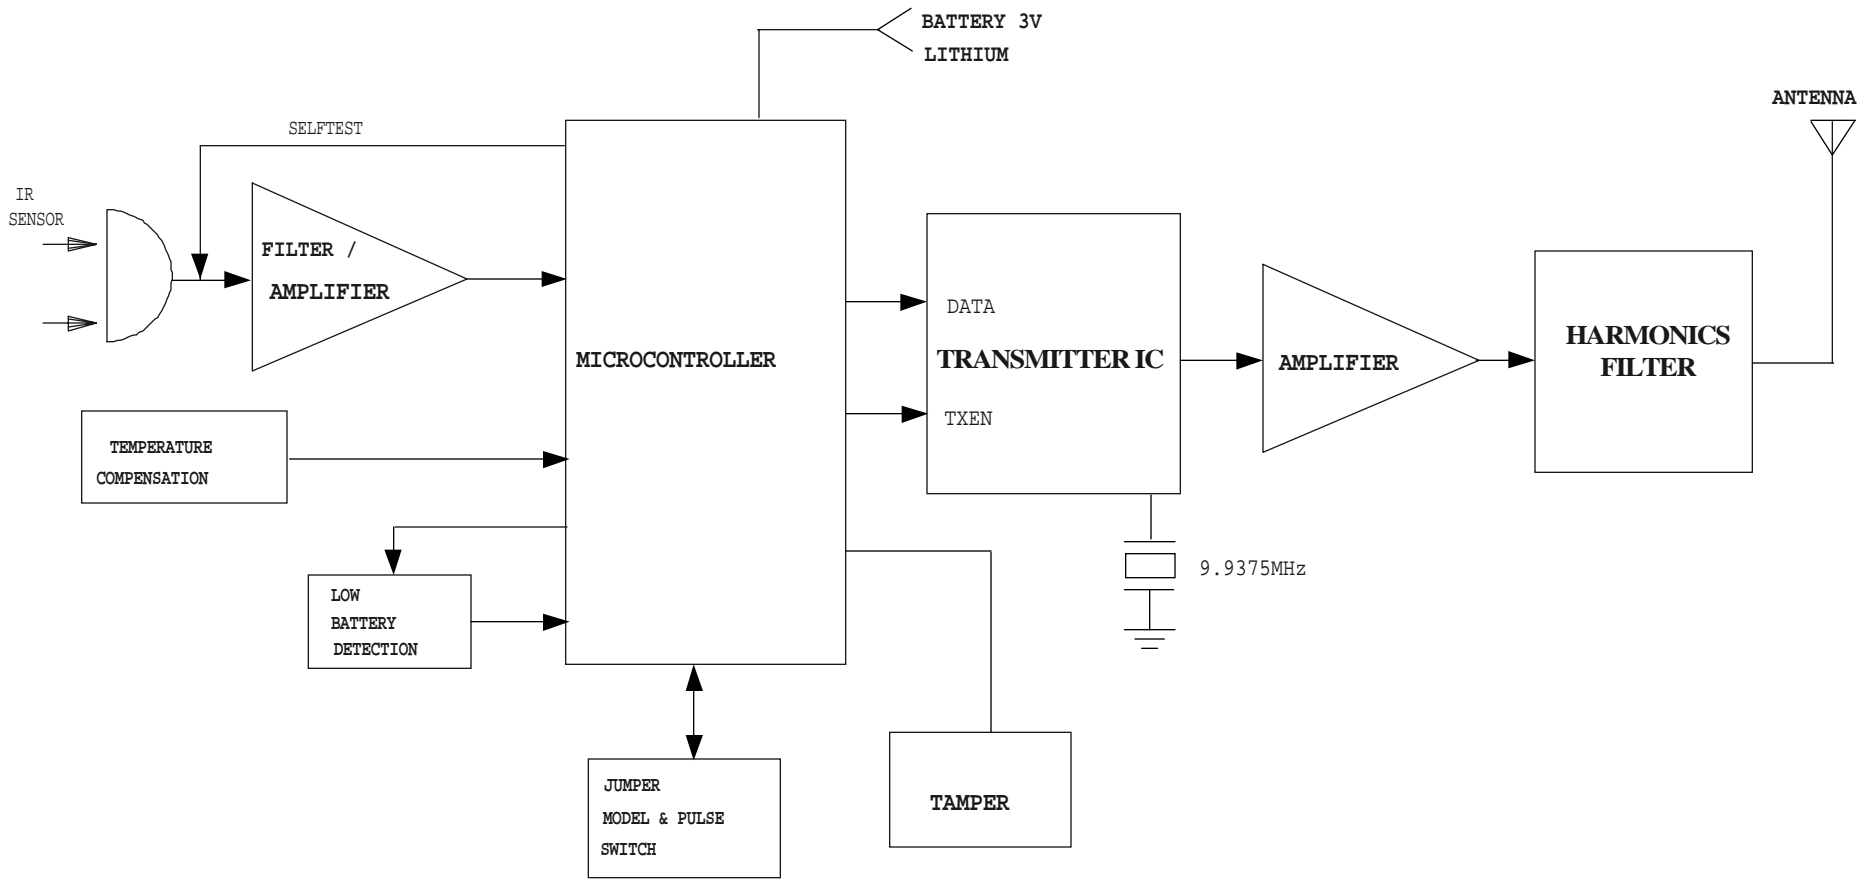 BATTERY 3V
LITHIUM
ANTENNA
SELFTEST
IR
SENSOR
FILTER /
AMPLIFIER
DATA
MICROCONTROLLER
TRANSMITTER IC
TXEN
AMPLIFIER
HARMONICS
FILTER
TEMPERATURE
COMPENSATION
9.9375MHz
LOW
BATTERY
DETECTION
JUMPER
MODEL & PULSE
SWITCH
TAMPER